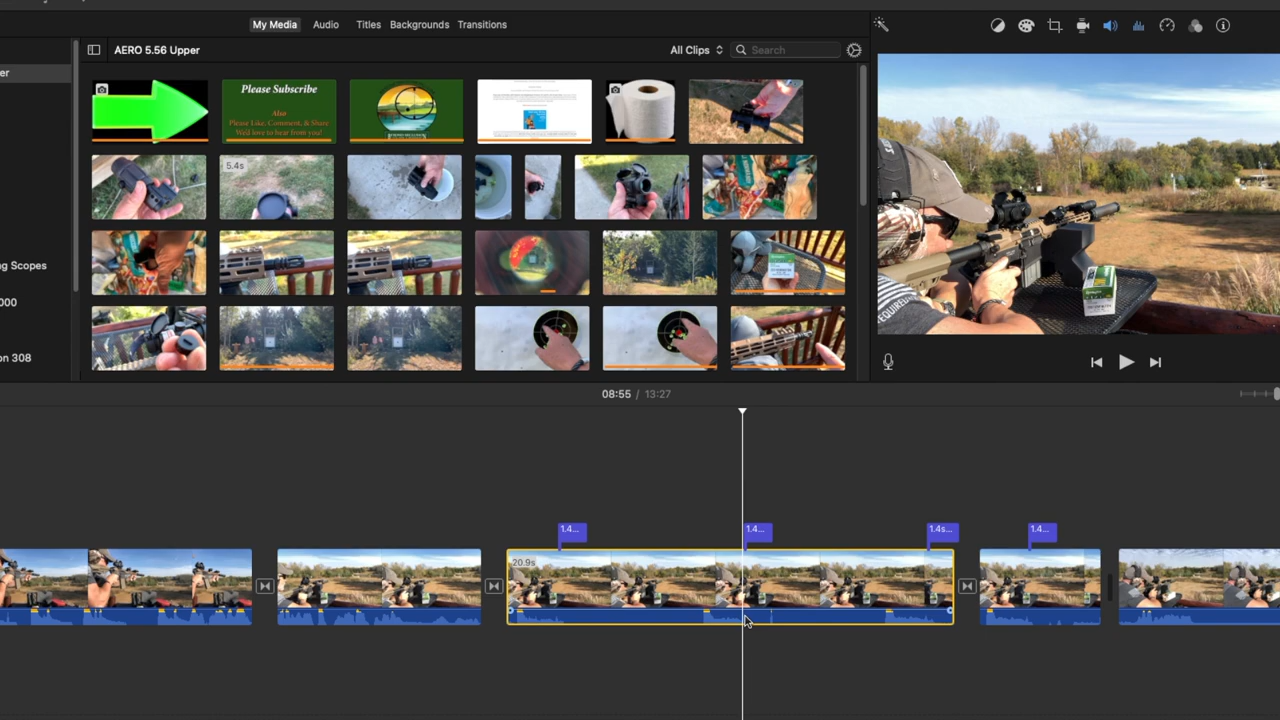 My Media Audio Titles Backgrounds Transitions
er
AERO 5.56 Upper
All Clips
Search
Please Subscribe
Also
Please Like, Comment, & Share
We'd love to hear from you!
5.4s
ng Scopes
000
on 308
08:55 / 13:27
1.4...
1.4...
1.4s...
1.4...
20.9s